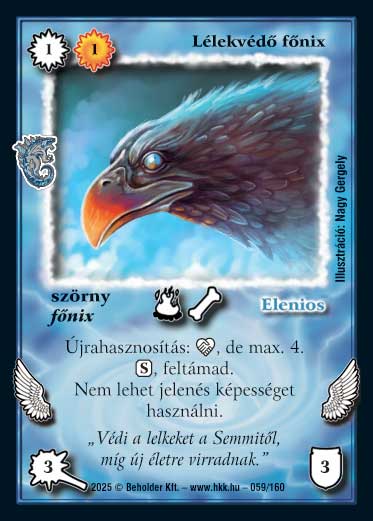 1 1 Lélekvédő főnix
Illusztráció: Nagy Gergely
szörny
főnix
Elenios
Újrahasznosítás: , de max. 4.
S, feltámad.
Nem lehet jelenés képességet
használni.
„Védi a lelkeket a Semmitől,
míg új életre virradnak.”
3 3
2025 © Beholder Kft. – www.hkk.hu – 059/160